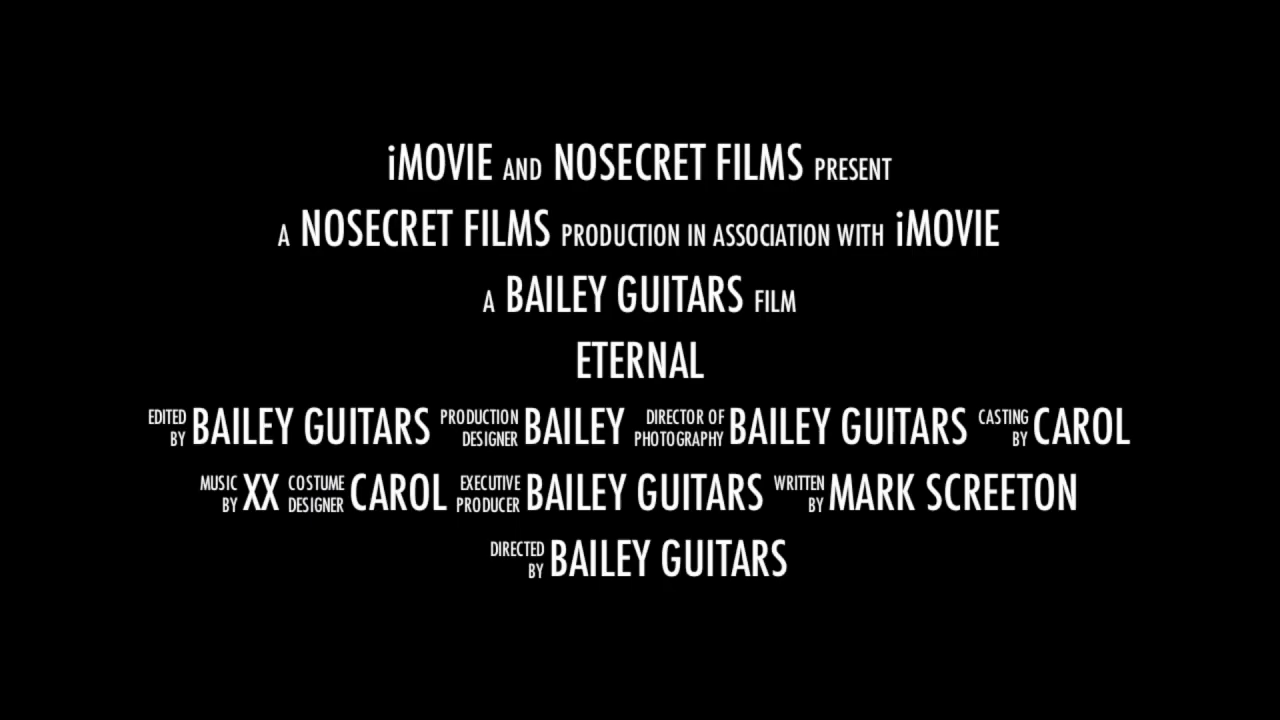 iMOVIE AND NOSECRET FILMS PRESENT
A NOSECRET FILMS PRODUCTION IN ASSOCIATION WITH iMOVIE
A BAILEY GUITARS FILM
ETERNAL
EDITED BY BAILEY GUITARS PRODUCTION DESIGNER BAILEY DIRECTOR OF PHOTOGRAPHY BAILEY GUITARS CASTING BY CAROL
MUSIC BY XX COSTUME DESIGNER CAROL EXECUTIVE PRODUCER BAILEY GUITARS WRITTEN BY MARK SCREETON
DIRECTED BY BAILEY GUITARS